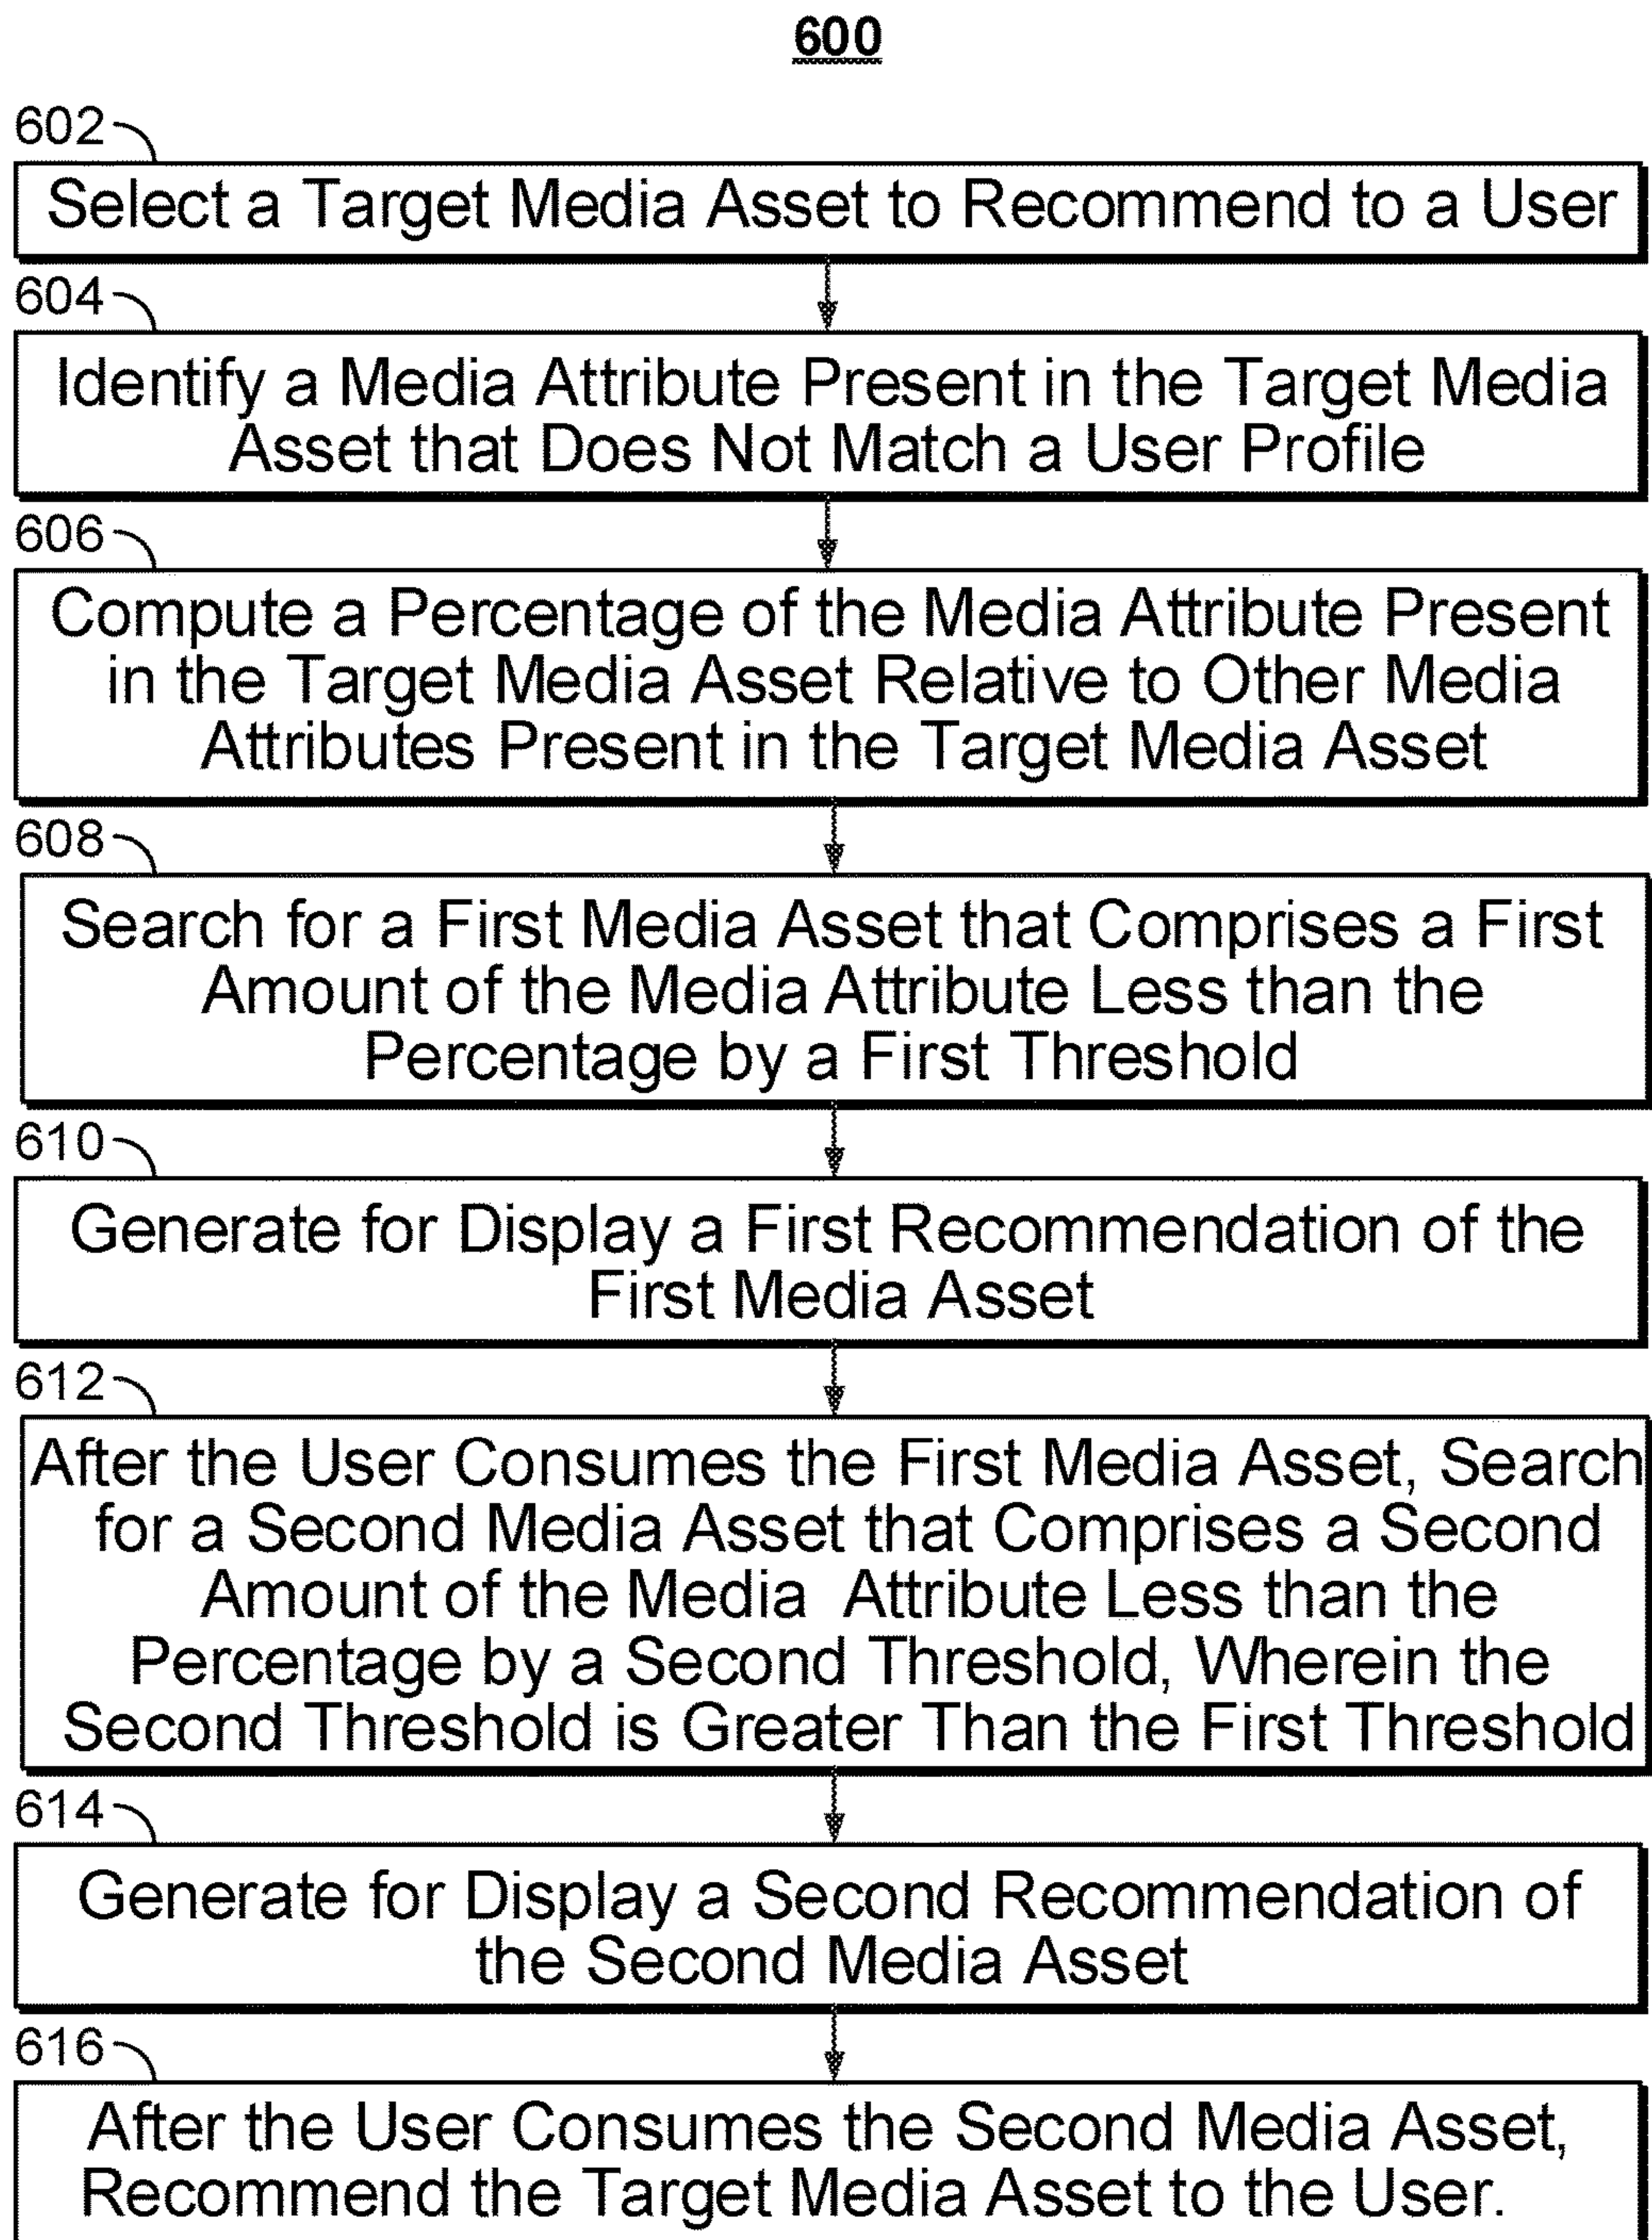 600
602
Select a Target Media Asset to Recommend to a User
604
Identify a Media Attribute Present in the Target Media
Asset that Does Not Match a User Profile
606
Compute a Percentage of the Media Attribute Present
in the Target Media Asset Relative to Other Media
Attributes Present in the Target Media Asset
608
Search for a First Media Asset that Comprises a First
Amount of the Media Attribute Less than the
Percentage by a First Threshold
610
Generate for Display a First Recommendation of the
First Media Asset
612
After the User Consumes the First Media Asset, Search
for a Second Media Asset that Comprises a Second
Amount of the Media Attribute Less than the
Percentage by a Second Threshold, Wherein the
Second Threshold is Greater Than the First Threshold
614
Generate for Display a Second Recommendation of
the Second Media Asset
616
After the User Consumes the Second Media Asset,
Recommend the Target Media Asset to the User.